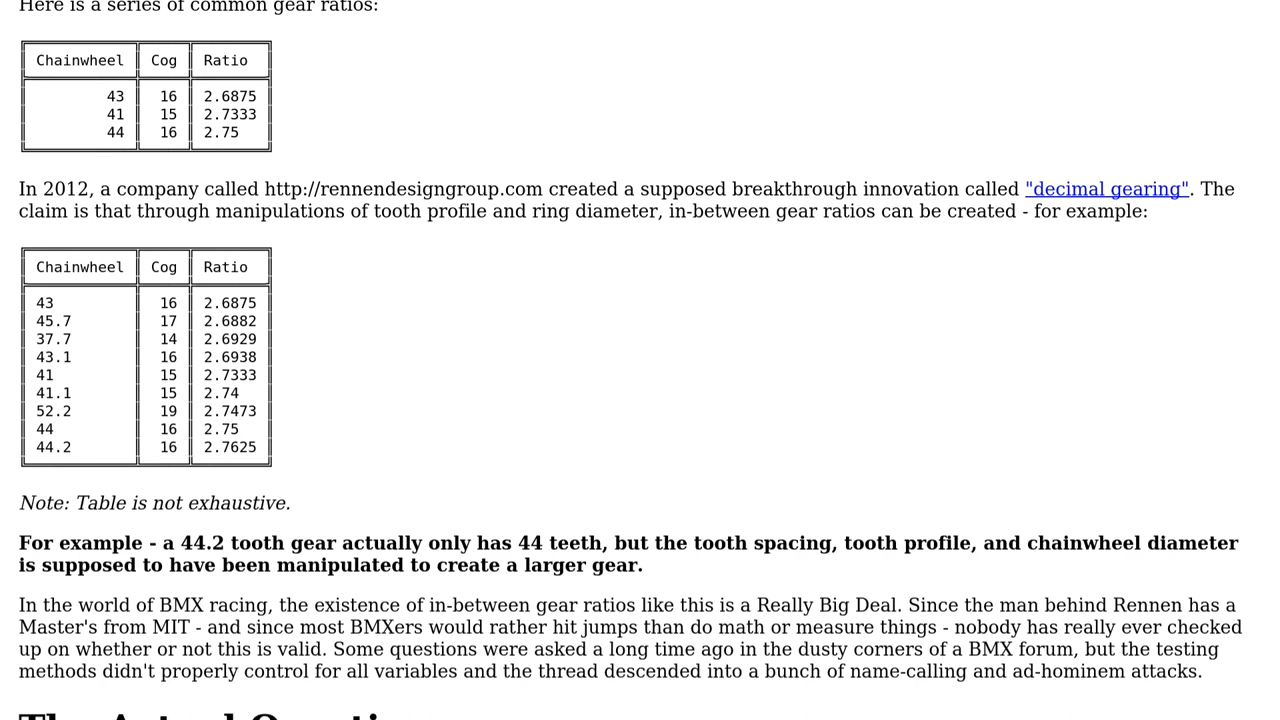 Here is a series of common gear ratios:
Chainwheel Cog Ratio
43 16 2.6875
41 15 2.7333
44 16 2.75
In 2012, a company called http://rennendesigngroup.com created a supposed breakthrough innovation called "decimal gearing". The
claim is that through manipulations of tooth profile and ring diameter, in-between gear ratios can be created - for example:
Chainwheel Cog Ratio
43 16 2.6875
45.7 17 2.6882
37.7 14 2.6929
43.1 16 2.6938
41 15 2.7333
41.1 15 2.74
52.2 19 2.7473
44 16 2.75
44.2 16 2.7625
Note: Table is not exhaustive.
For example - a 44.2 tooth gear actually only has 44 teeth, but the tooth spacing, tooth profile, and chainwheel diameter
is supposed to have been manipulated to create a larger gear.
In the world of BMX racing, the existence of in-between gear ratios like this is a Really Big Deal. Since the man behind Rennen has a
Master's from MIT - and since most BMXers would rather hit jumps than do math or measure things - nobody has really ever checked
up on whether or not this is valid. Some questions were asked a long time ago in the dusty corners of a BMX forum, but the testing
methods didn't properly control for all variables and the thread descended into a bunch of name-calling and ad-hominem attacks.